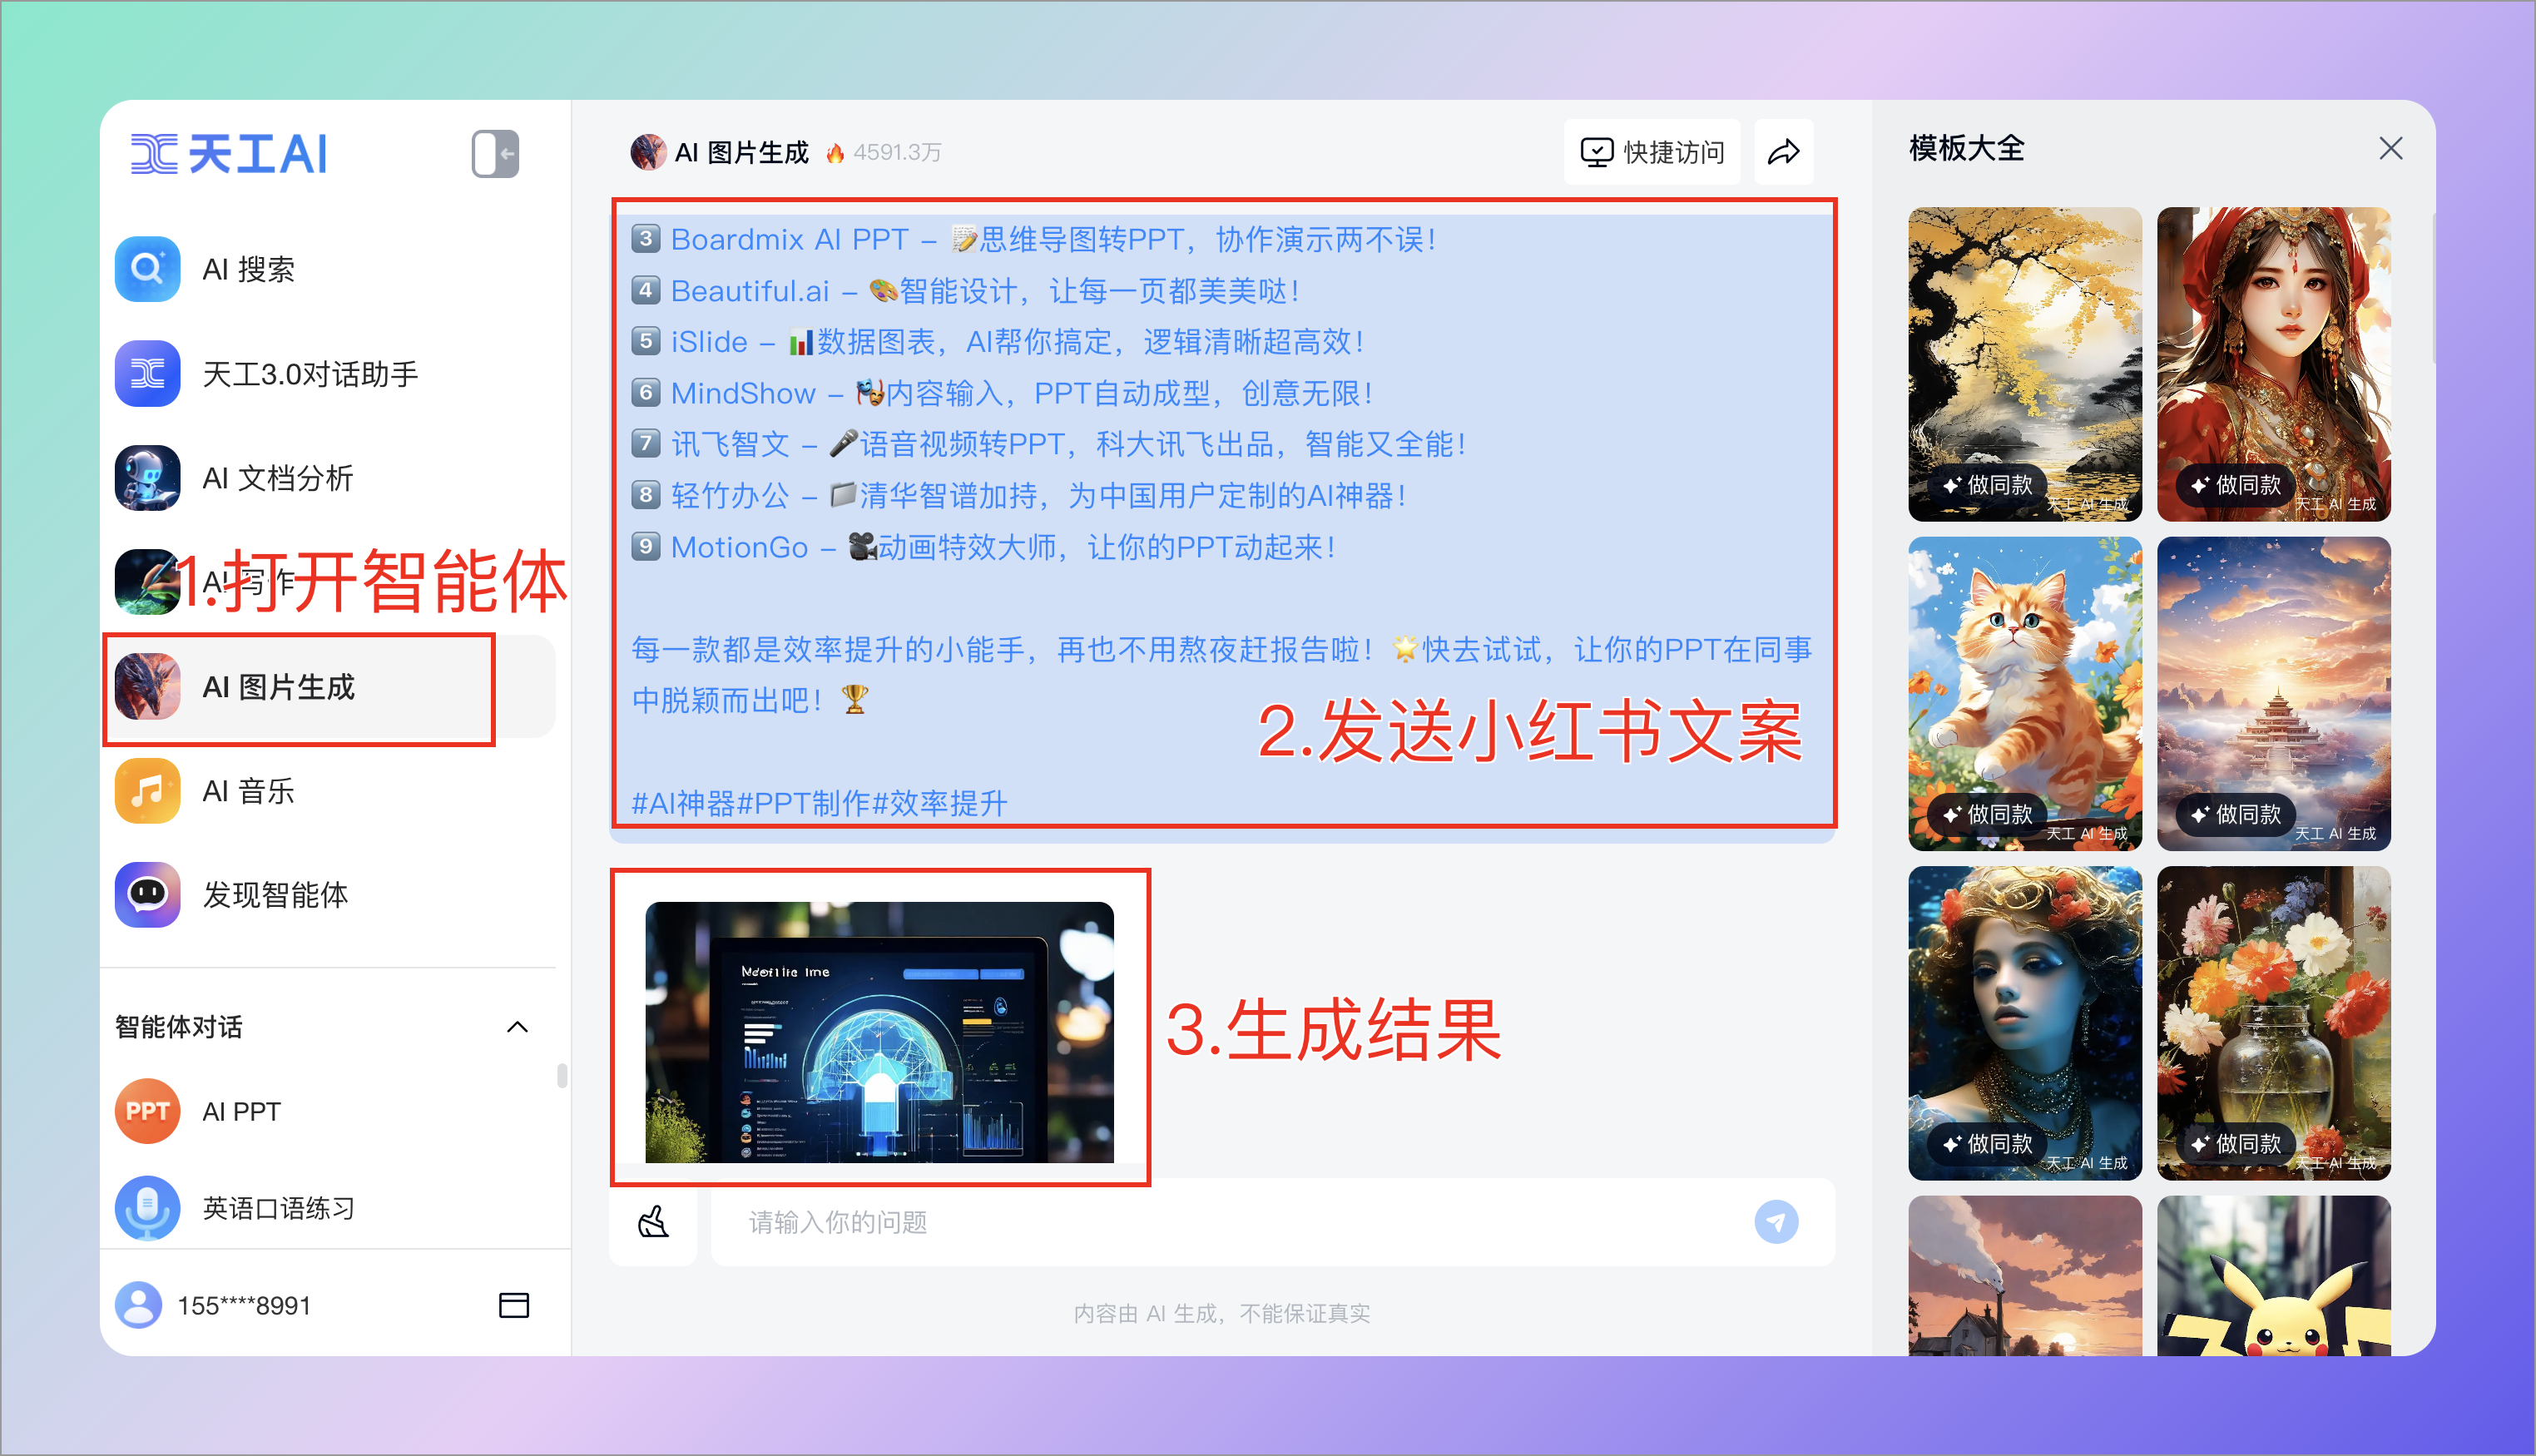 天工AI
AI 搜索
天工3.0对话助手
AI 文档分析
AI 写作
1.打开智能体
AI 图片生成
AI 音乐
发现智能体
智能体对话
PPT
AI PPT
英语口语练习
155****8991
AI 图片生成 🔥 4591.3万
快捷访问
3️⃣ Boardmix AI PPT – 📝思维导图转PPT，协作演示两不误！
4️⃣ Beautiful.ai – 🎨智能设计，让每一页都美美哒！
5️⃣ iSlide – 📊数据图表，AI帮你搞定，逻辑清晰超高效！
6️⃣ MindShow – 🎭内容输入，PPT自动成型，创意无限！
7️⃣ 讯飞智文 – 🎤语音视频转PPT，科大讯飞出品，智能又全能！
8️⃣ 轻竹办公 – 📁清华智谱加持，为中国用户定制的AI神器！
9️⃣ MotionGo – 🎥动画特效大师，让你的PPT动起来！
每一款都是效率提升的小能手，再也不用熬夜赶报告啦！🌟快去试试，让你的PPT在同事
中脱颖而出吧！🏆
2.发送小红书文案
#AI神器#PPT制作#效率提升
3.生成结果
请输入你的问题
内容由 AI 生成，不能保证真实
模板大全
做同款
天工 AI 生成
做同款
天工 AI 生成
做同款
天工 AI 生成
做同款
天工 AI 生成
做同款
天工 AI 生成
做同款
天工 AI 生成